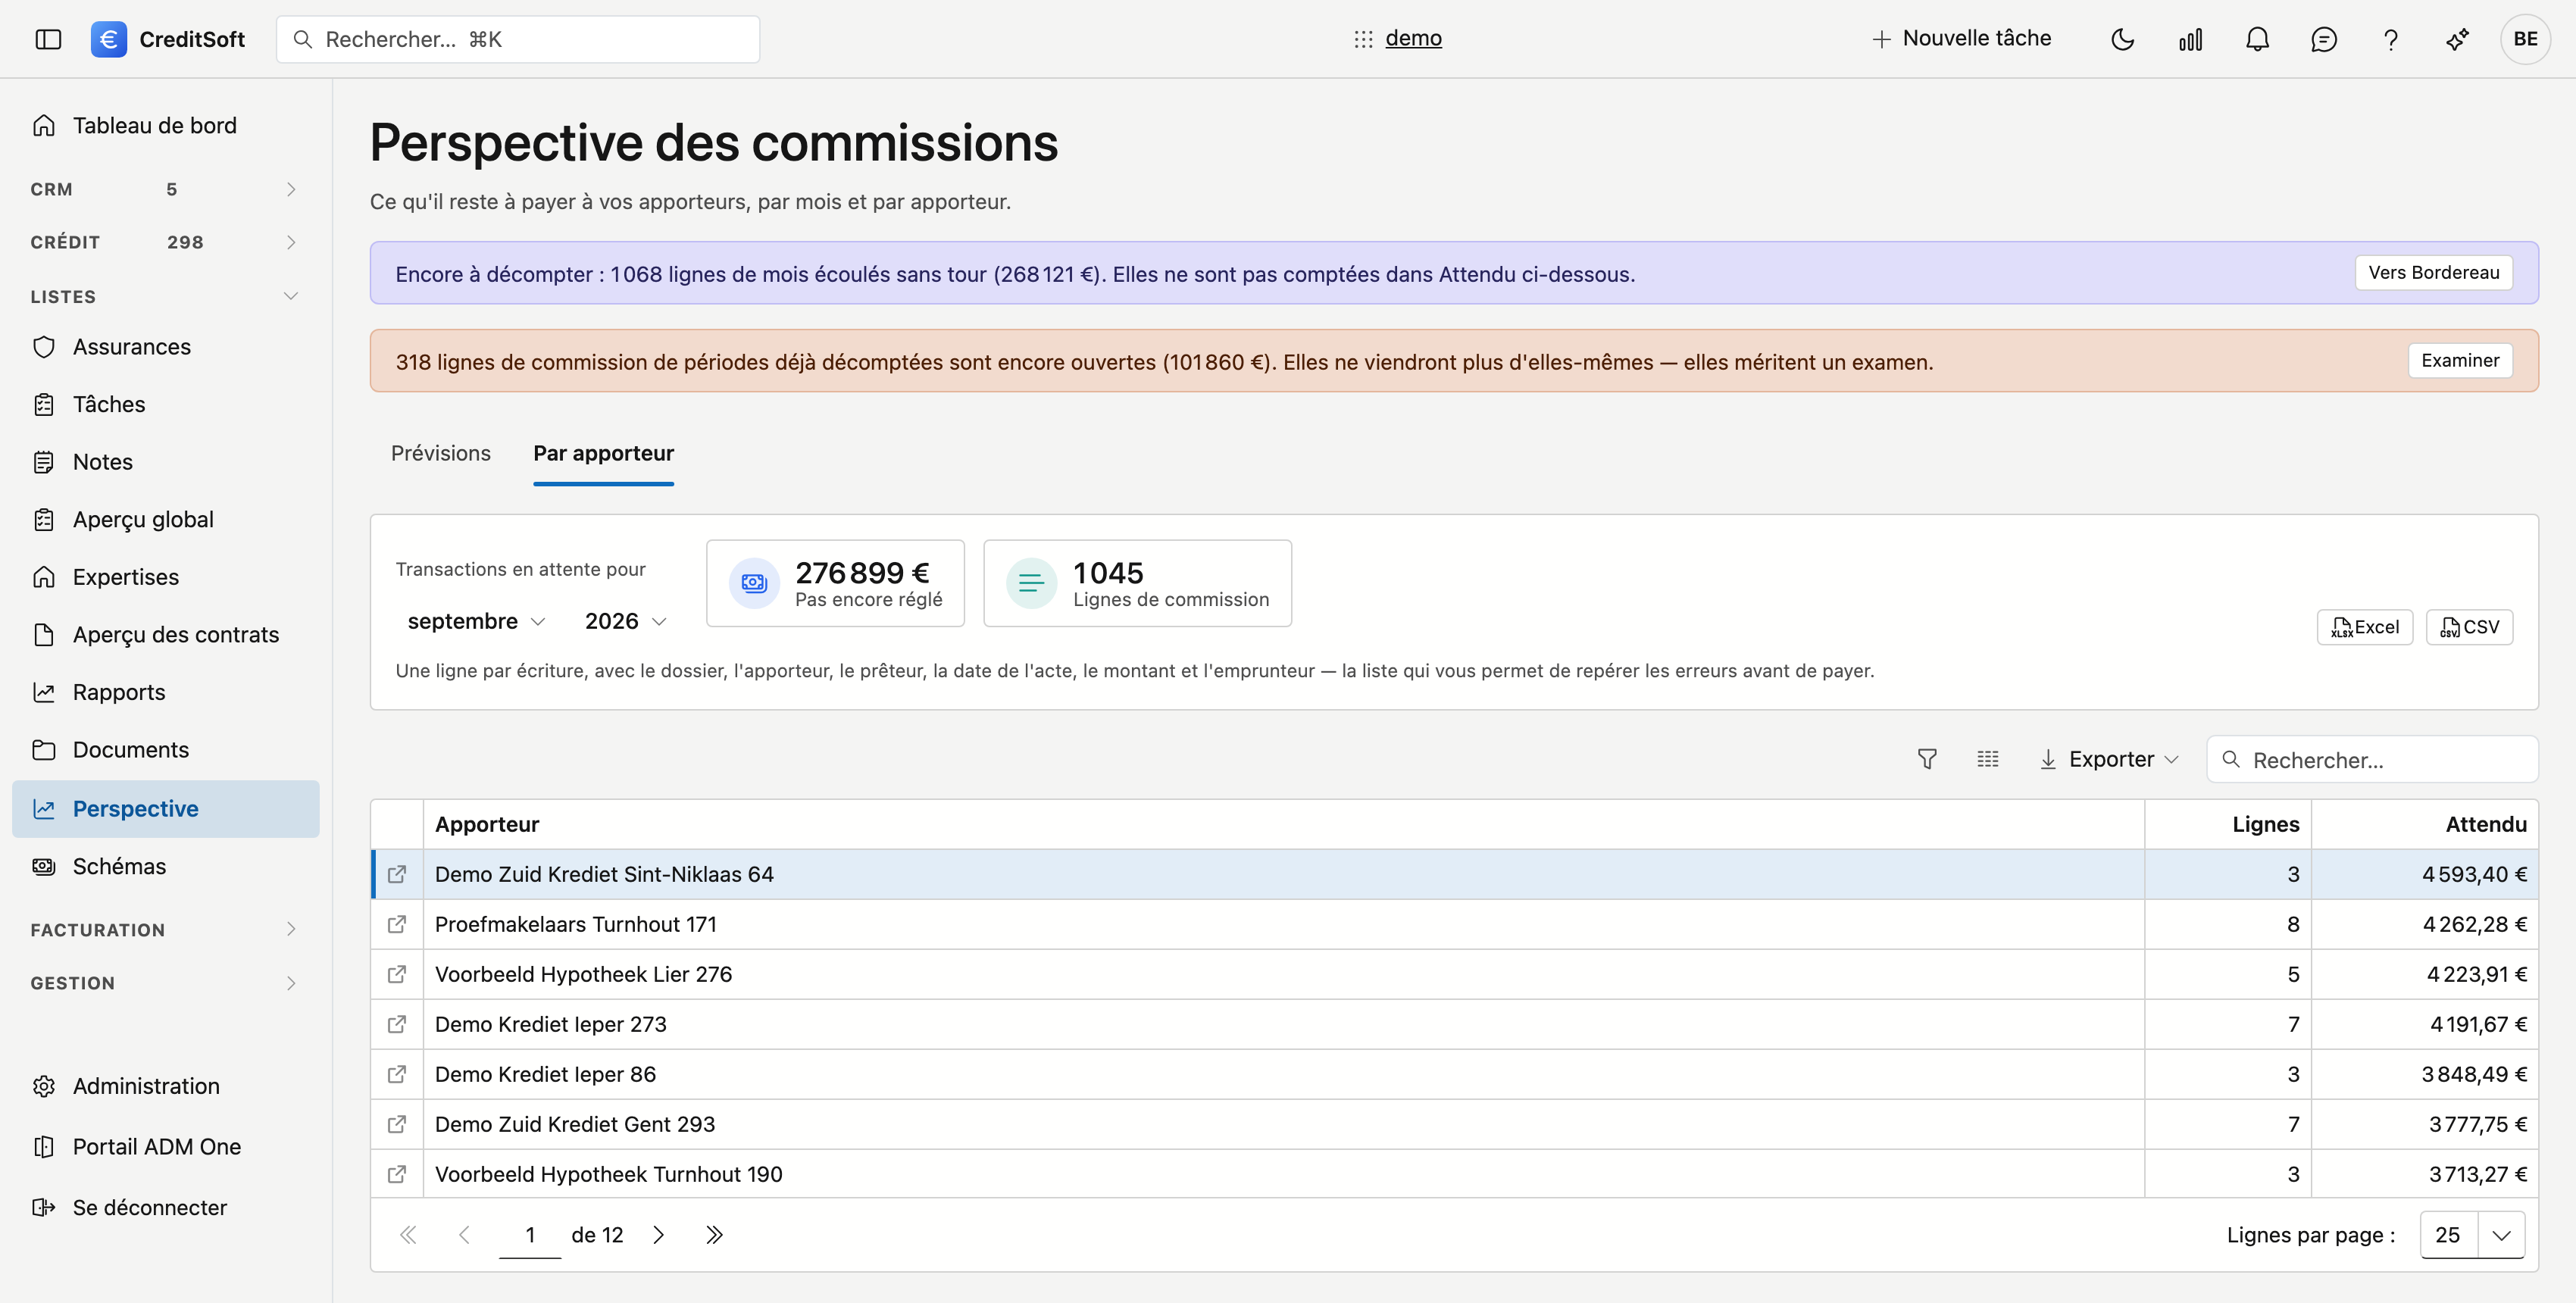 CreditSoft
Rechercher... ⌘K
demo
Nouvelle tâche
BE
Tableau de bord
CRM 5
CRÉDIT 298
LISTES
Assurances
Tâches
Notes
Aperçu global
Expertises
Aperçu des contrats
Rapports
Documents
Perspective
Schémas
FACTURATION
GESTION
Administration
Portail ADM One
Se déconnecter
Perspective des commissions
Ce qu'il reste à payer à vos apporteurs, par mois et par apporteur.
Encore à décompter : 1 068 lignes de mois écoulés sans tour (268 121 €). Elles ne sont pas comptées dans Attendu ci-dessous.
Vers Bordereau
318 lignes de commission de périodes déjà décomptées sont encore ouvertes (101 860 €). Elles ne viendront plus d'elles-mêmes — elles méritent un examen.
Examiner
Prévisions
Par apporteur
Transactions en attente pour
septembre 2026
276 899 €
Pas encore réglé
1 045
Lignes de commission
XLSX Excel
CSV CSV
Une ligne par écriture, avec le dossier, l'apporteur, le prêteur, la date de l'acte, le montant et l'emprunteur — la liste qui vous permet de repérer les erreurs avant de payer.
Exporter
Rechercher...
Apporteur Lignes Attendu
Demo Zuid Krediet Sint-Niklaas 64 3 4 593,40 €
Proefmakelaars Turnhout 171 8 4 262,28 €
Voorbeeld Hypotheek Lier 276 5 4 223,91 €
Demo Krediet Ieper 273 7 4 191,67 €
Demo Krediet Ieper 86 3 3 848,49 €
Demo Zuid Krediet Gent 293 7 3 777,75 €
Voorbeeld Hypotheek Turnhout 190 3 3 713,27 €
1 de 12
Lignes par page : 25